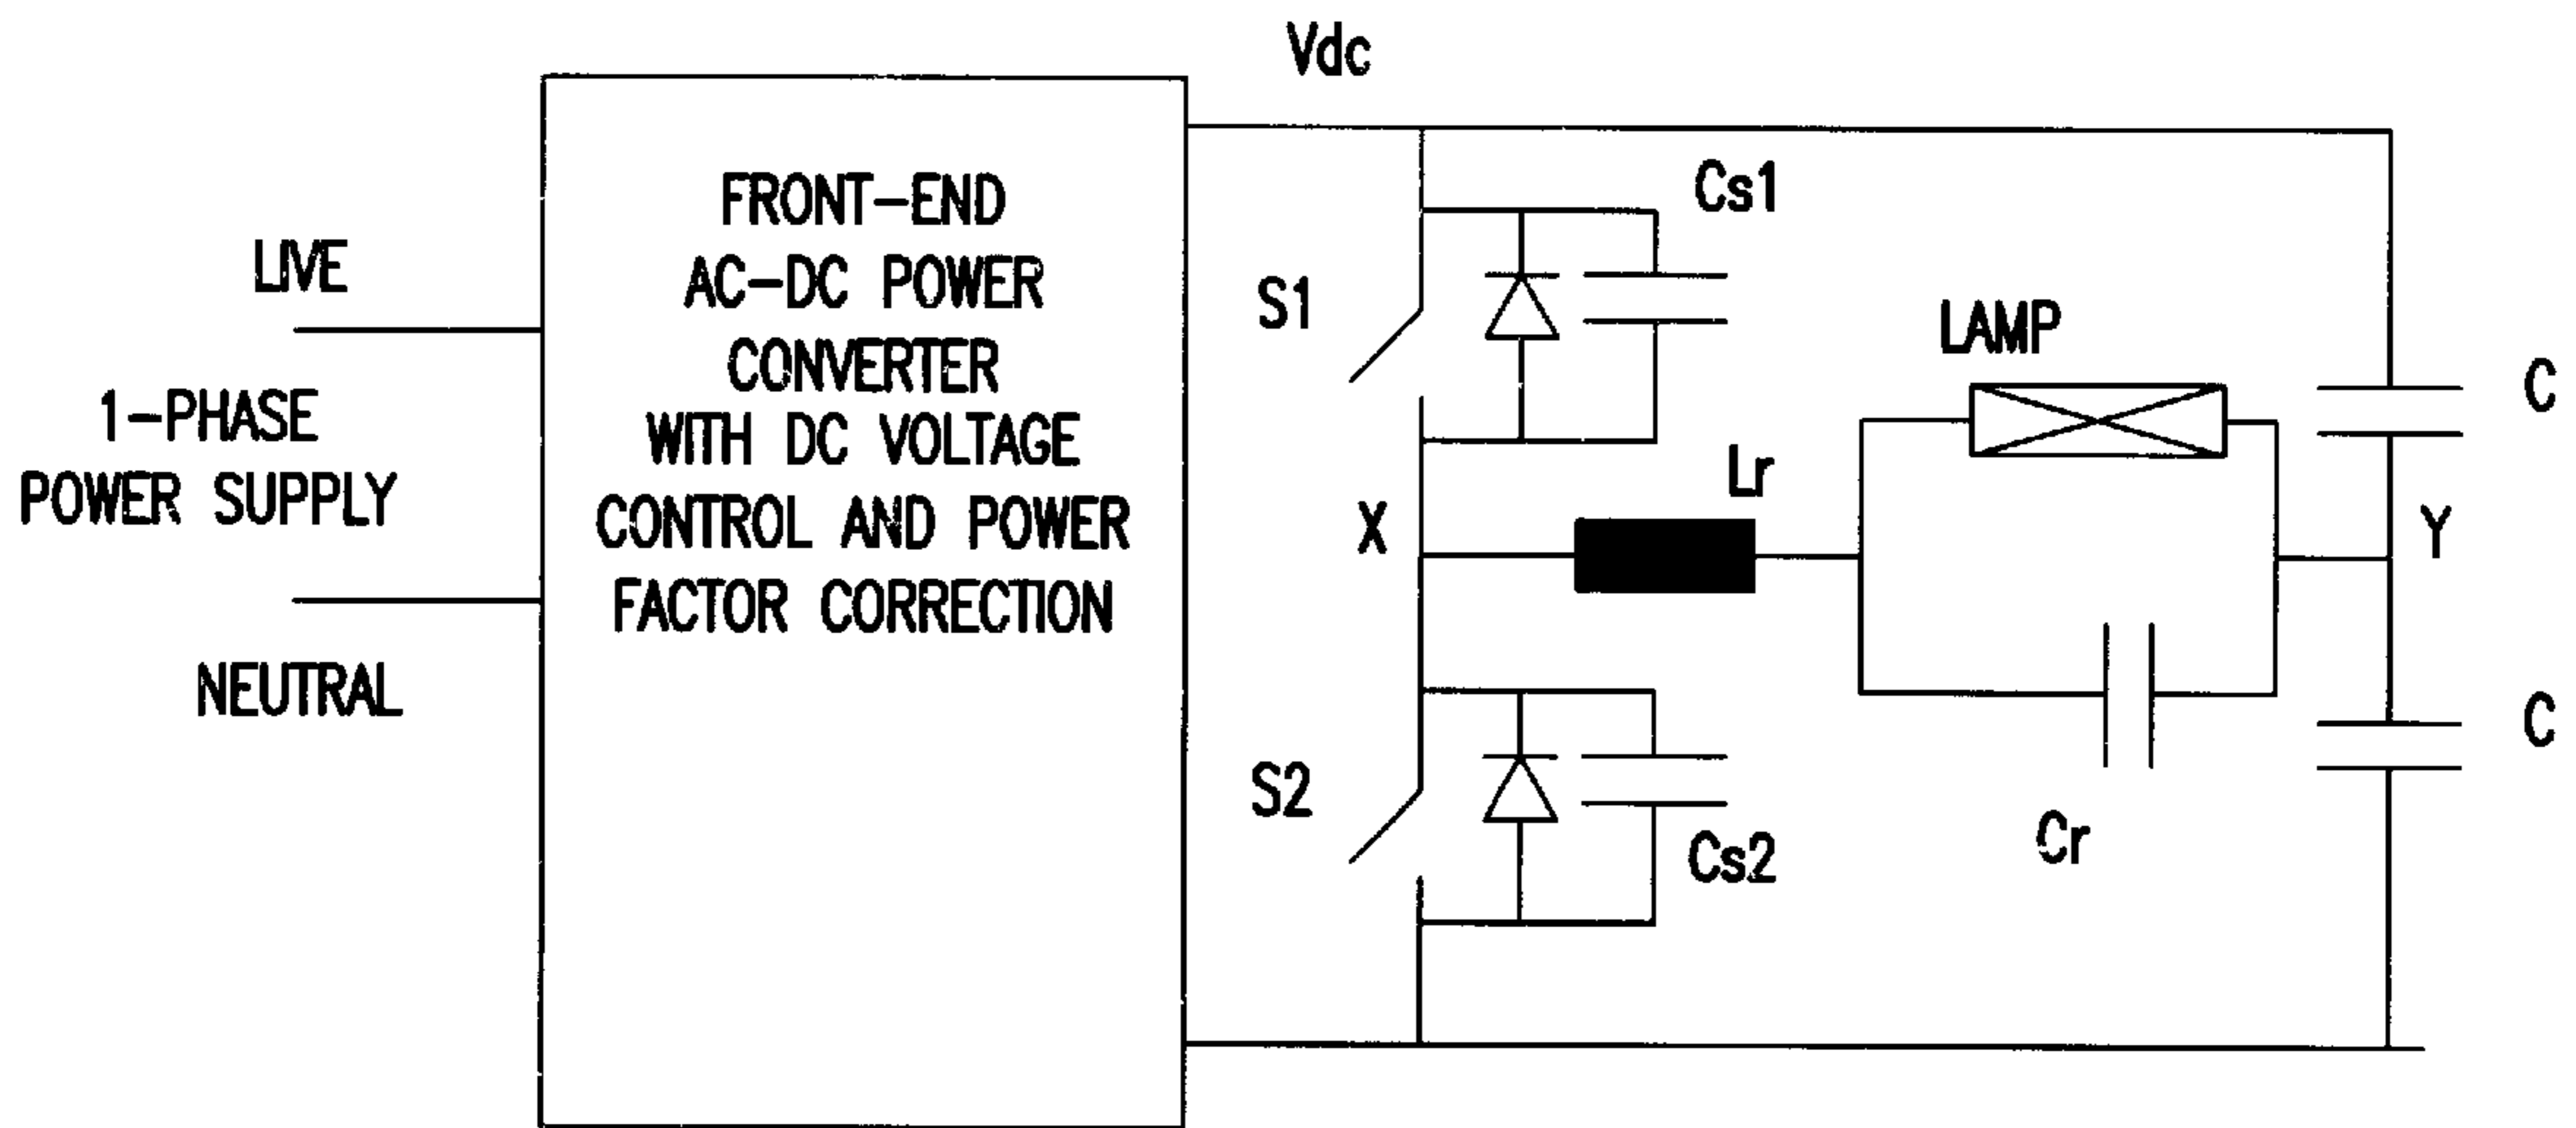 Vdc
FRONT-END
AC-DC POWER
CONVERTER
WITH DC VOLTAGE
CONTROL AND POWER
FACTOR CORRECTION
LIVE
1-PHASE
POWER SUPPLY
NEUTRAL
Cs1
S1
LAMP
C
Lr
X
Y
S2
Cs2
Cr
C